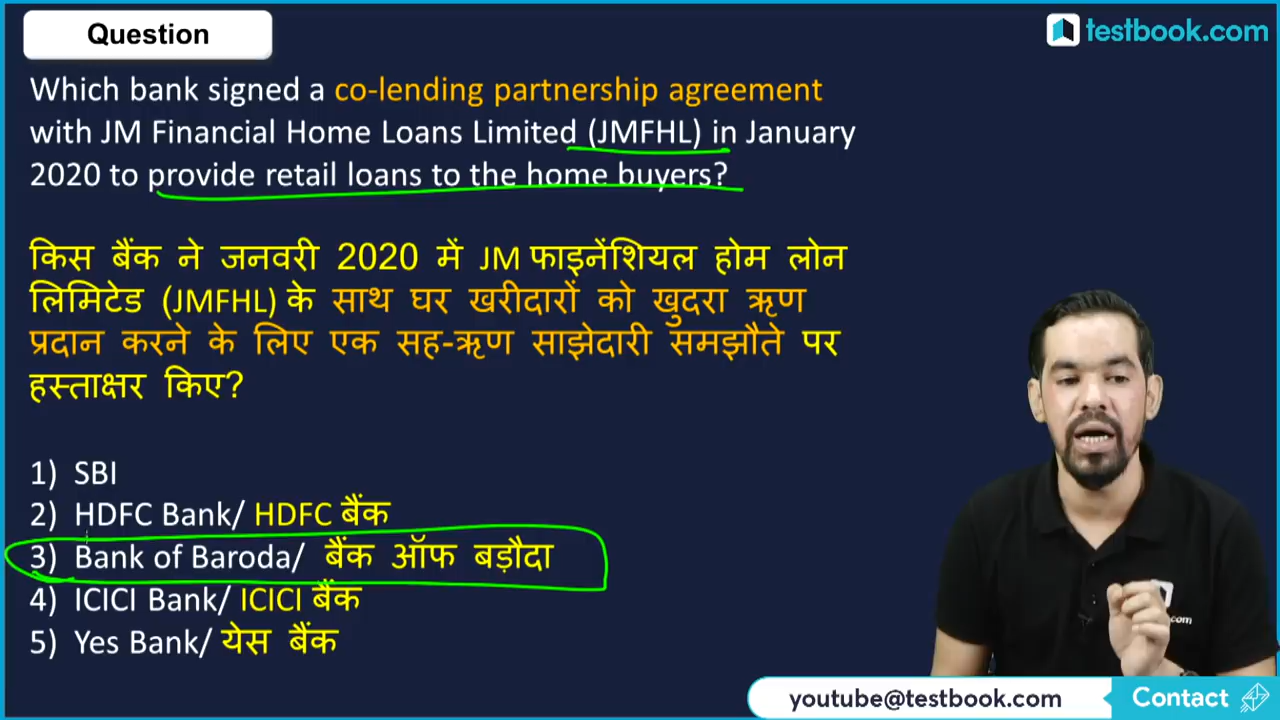 Question
testbook.com
Which bank signed a co-lending partnership agreement
with JM Financial Home Loans Limited (JMFHL) in January
2020 to provide retail loans to the home buyers?
किस बैंक ने जनवरी 2020 में JM फाइनेंशियल होम लोन
लिमिटेड (JMFHL) के साथ घर खरीदारों को खुदरा ऋण
प्रदान करने के लिए एक सह-ऋण साझेदारी समझौते पर
हस्ताक्षर किए?
1) SBI
2) HDFC Bank/ HDFC बैंक
3) Bank of Baroda/ बैंक ऑफ बड़ौदा
4) ICICI Bank/ ICICI बैंक
5) Yes Bank/ येस बैंक
youtube@testbook.com
Contact